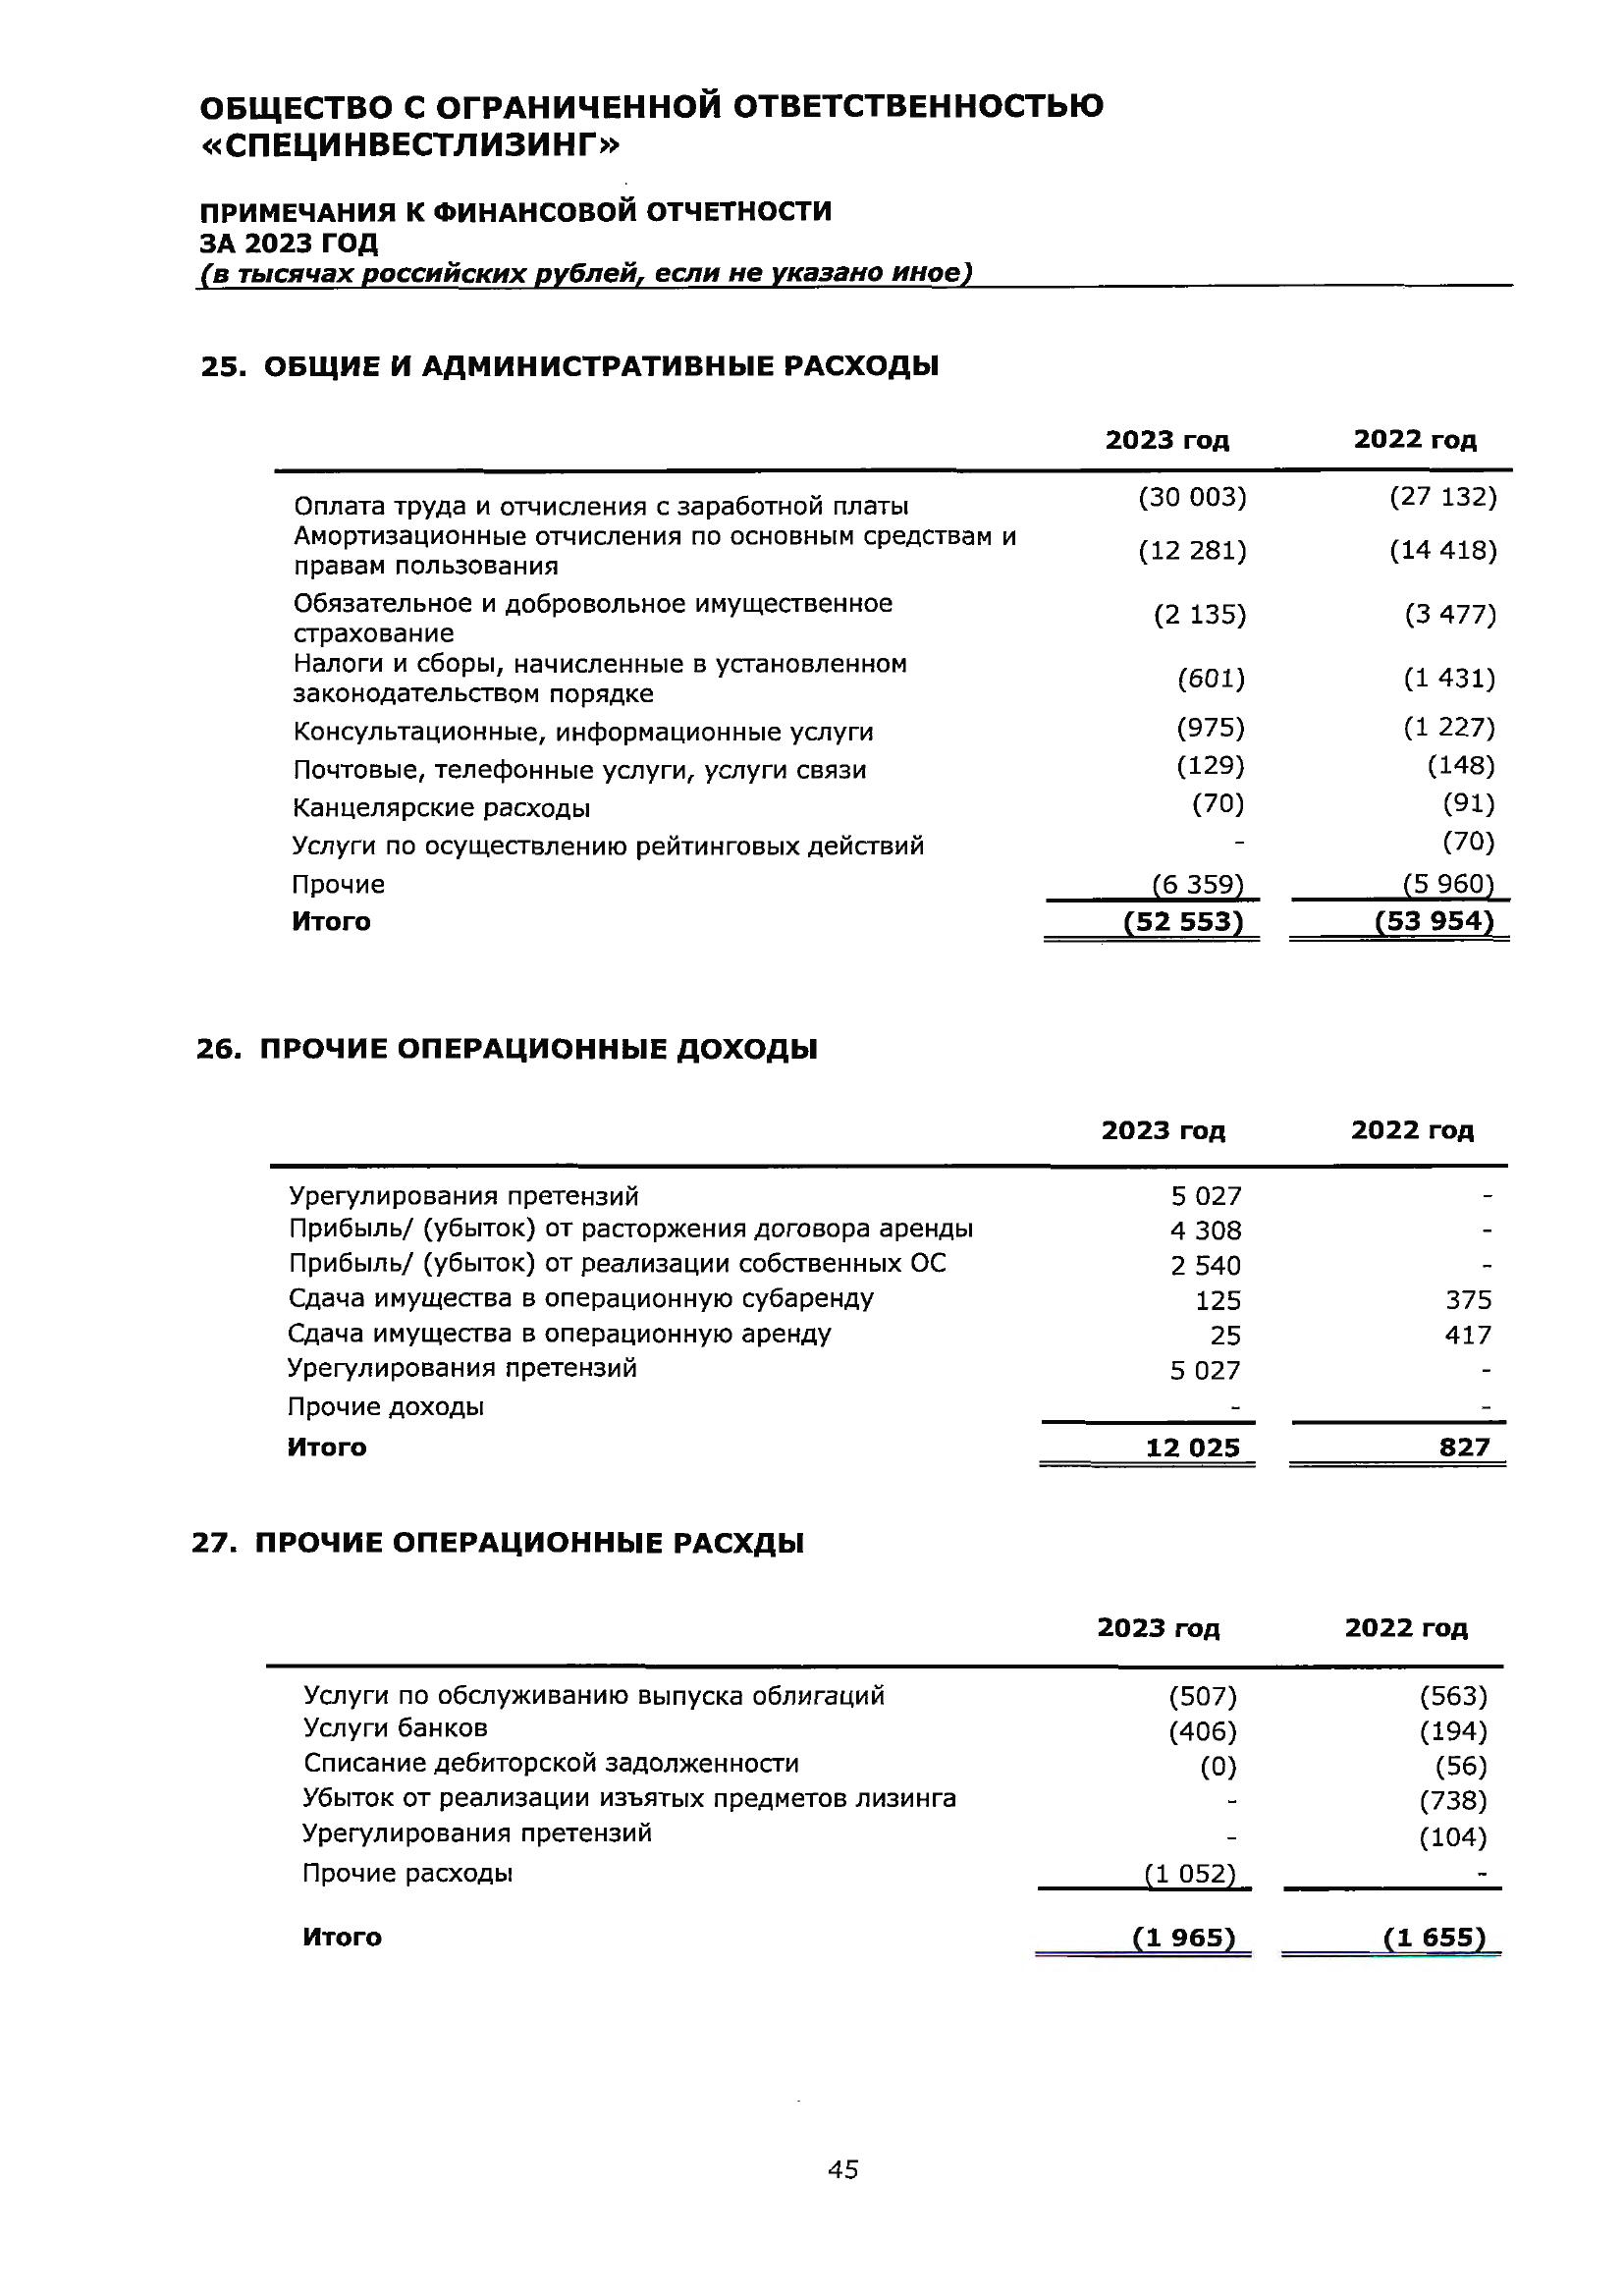 ОБЩЕСТВО С ОГРАНИЧЕННОЙ ОТВЕТСТВЕННОСТЬЮ
«СПЕЦИНВЕСТЛИЗИНГ»
ПРИМЕЧАНИЯ К ФИНАНСОВОЙ ОТЧЕТНОСТИ
ЗА 2023 ГОД
(в тысячах российских рублей, если не указано иное)
25. ОБЩИЕ И АДМИНИСТРАТИВНЫЕ РАСХОДЫ
2023 год 2022 год
Оплата труда и отчисления с заработной платы (30 003) (27 132)
Амортизационные отчисления по основным средствам и
правам пользования (12 281) (14 418)
Обязательное и добровольное имущественное
страхование (2 135) (3 477)
Налоги и сборы, начисленные в установленном
законодательством порядке (601) (1 431)
Консультационные, информационные услуги (975) (1 227)
Почтовые, телефонные услуги, услуги связи (129) (148)
Канцелярские расходы (70) (91)
Услуги по осуществлению рейтинговых действий - (70)
Прочие (6 359) (5 960)
Итого (52 553) (53 954)
26. ПРОЧИЕ ОПЕРАЦИОННЫЕ ДОХОДЫ
2023 год 2022 год
Урегулирования претензий 5 027 -
Прибыль/ (убыток) от расторжения договора аренды 4 308 -
Прибыль/ (убыток) от реализации собственных ОС 2 540 -
Сдача имущества в операционную субаренду 125 375
Сдача имущества в операционную аренду 25 417
Урегулирования претензий 5 027 -
Прочие доходы - -
Итого 12 025 827
27. ПРОЧИЕ ОПЕРАЦИОННЫЕ РАСХДЫ
2023 год 2022 год
Услуги по обслуживанию выпуска облигаций (507) (563)
Услуги банков (406) (194)
Списание дебиторской задолженности (0) (56)
Убыток от реализации изъятых предметов лизинга - (738)
Урегулирования претензий - (104)
Прочие расходы (1 052) -
Итого (1 965) (1 655)
45